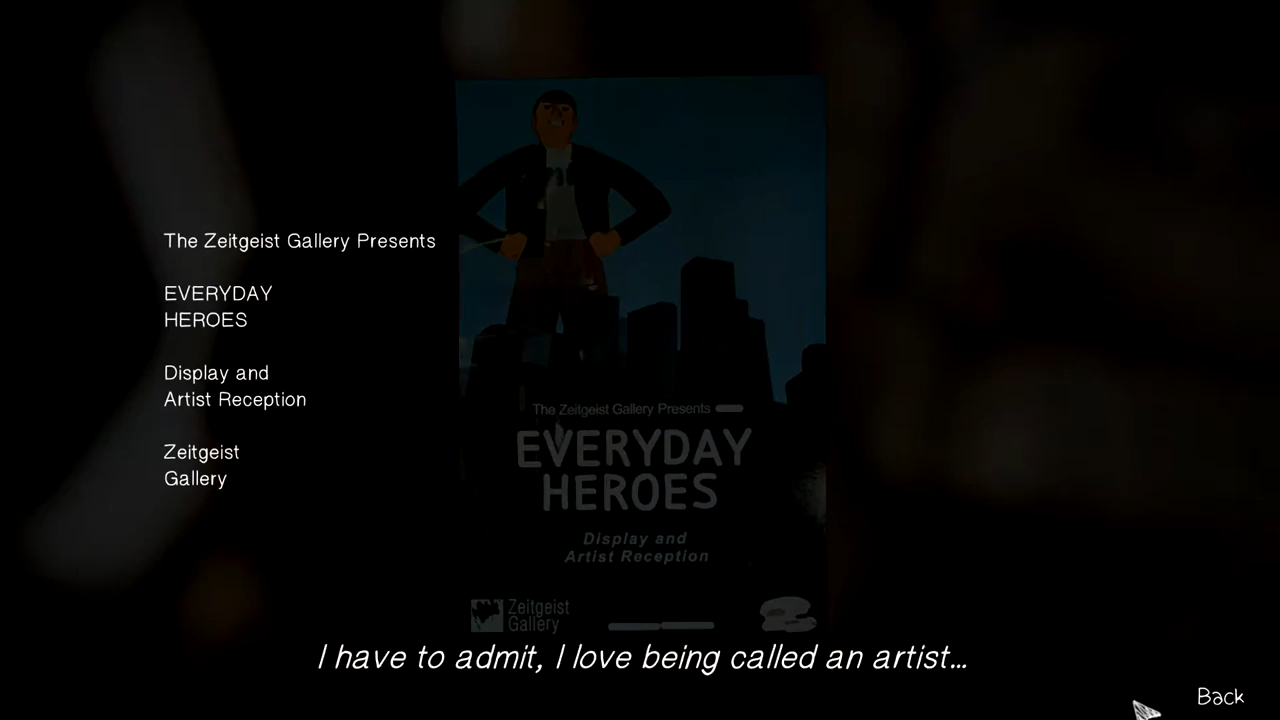 The Zeitgeist Gallery Presents
EVERYDAY
HEROES
Display and
Artist Reception
Zeitgeist
Gallery
The Zeitgeist Gallery Presents
EVERYDAY
HEROES
Display and
Artist Reception
Zeitgeist
Gallery
I have to admit, I love being called an artist...
Back